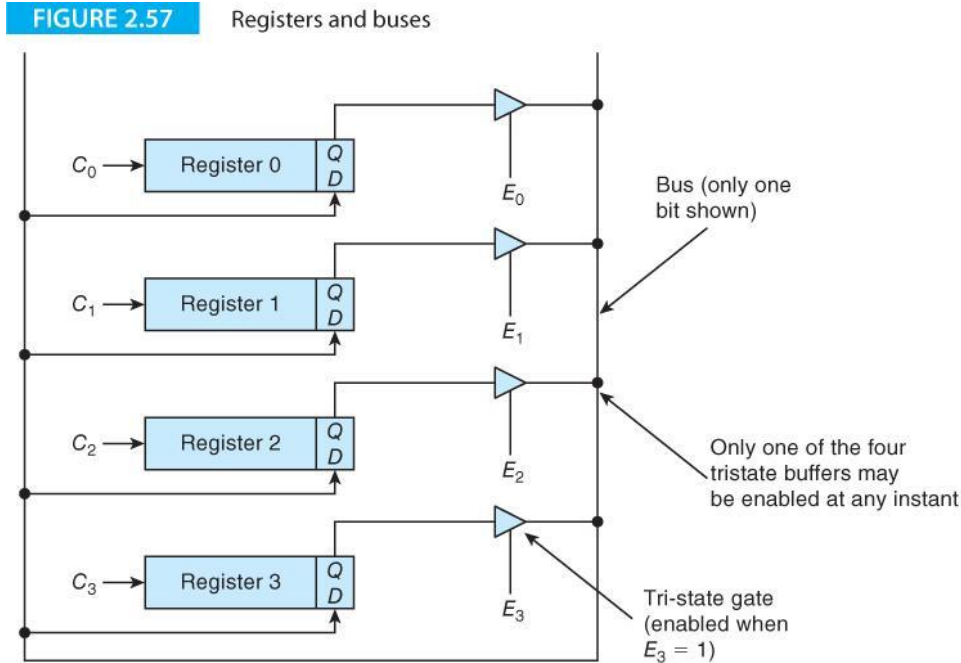 FIGURE 2.57 Registers and buses
C₀ Register 0 Q
D
E₀
Bus (only one
bit shown)
C₁ Register 1 Q
D
E₁
C₂ Register 2 Q
D
E₂
Only one of the four
tristate buffers may
be enabled at any instant
C₃ Register 3 Q
D
E₃
Tri-state gate
(enabled when
E₃ = 1)